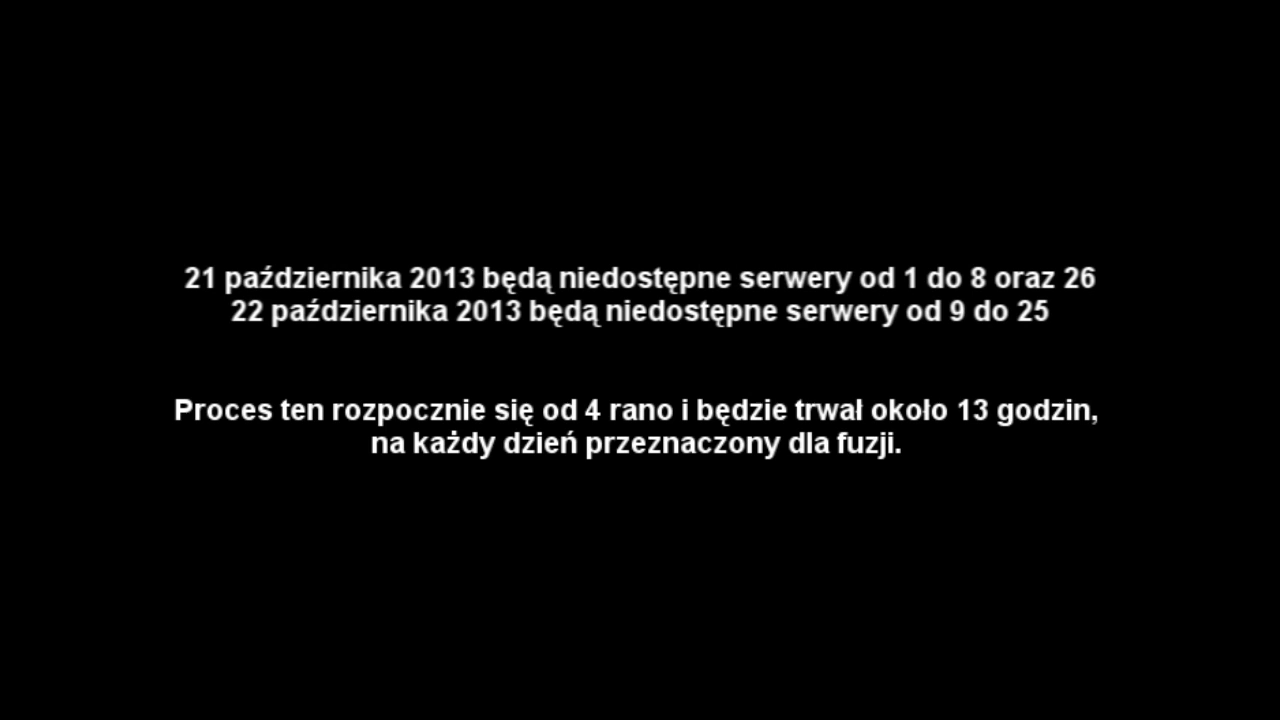 21 października 2013 będą niedostępne serwery od 1 do 8 oraz 26
22 października 2013 będą niedostępne serwery od 9 do 25
Proces ten rozpocznie się od 4 rano i będzie trwał około 13 godzin,
na każdy dzień przeznaczony dla fuzji.